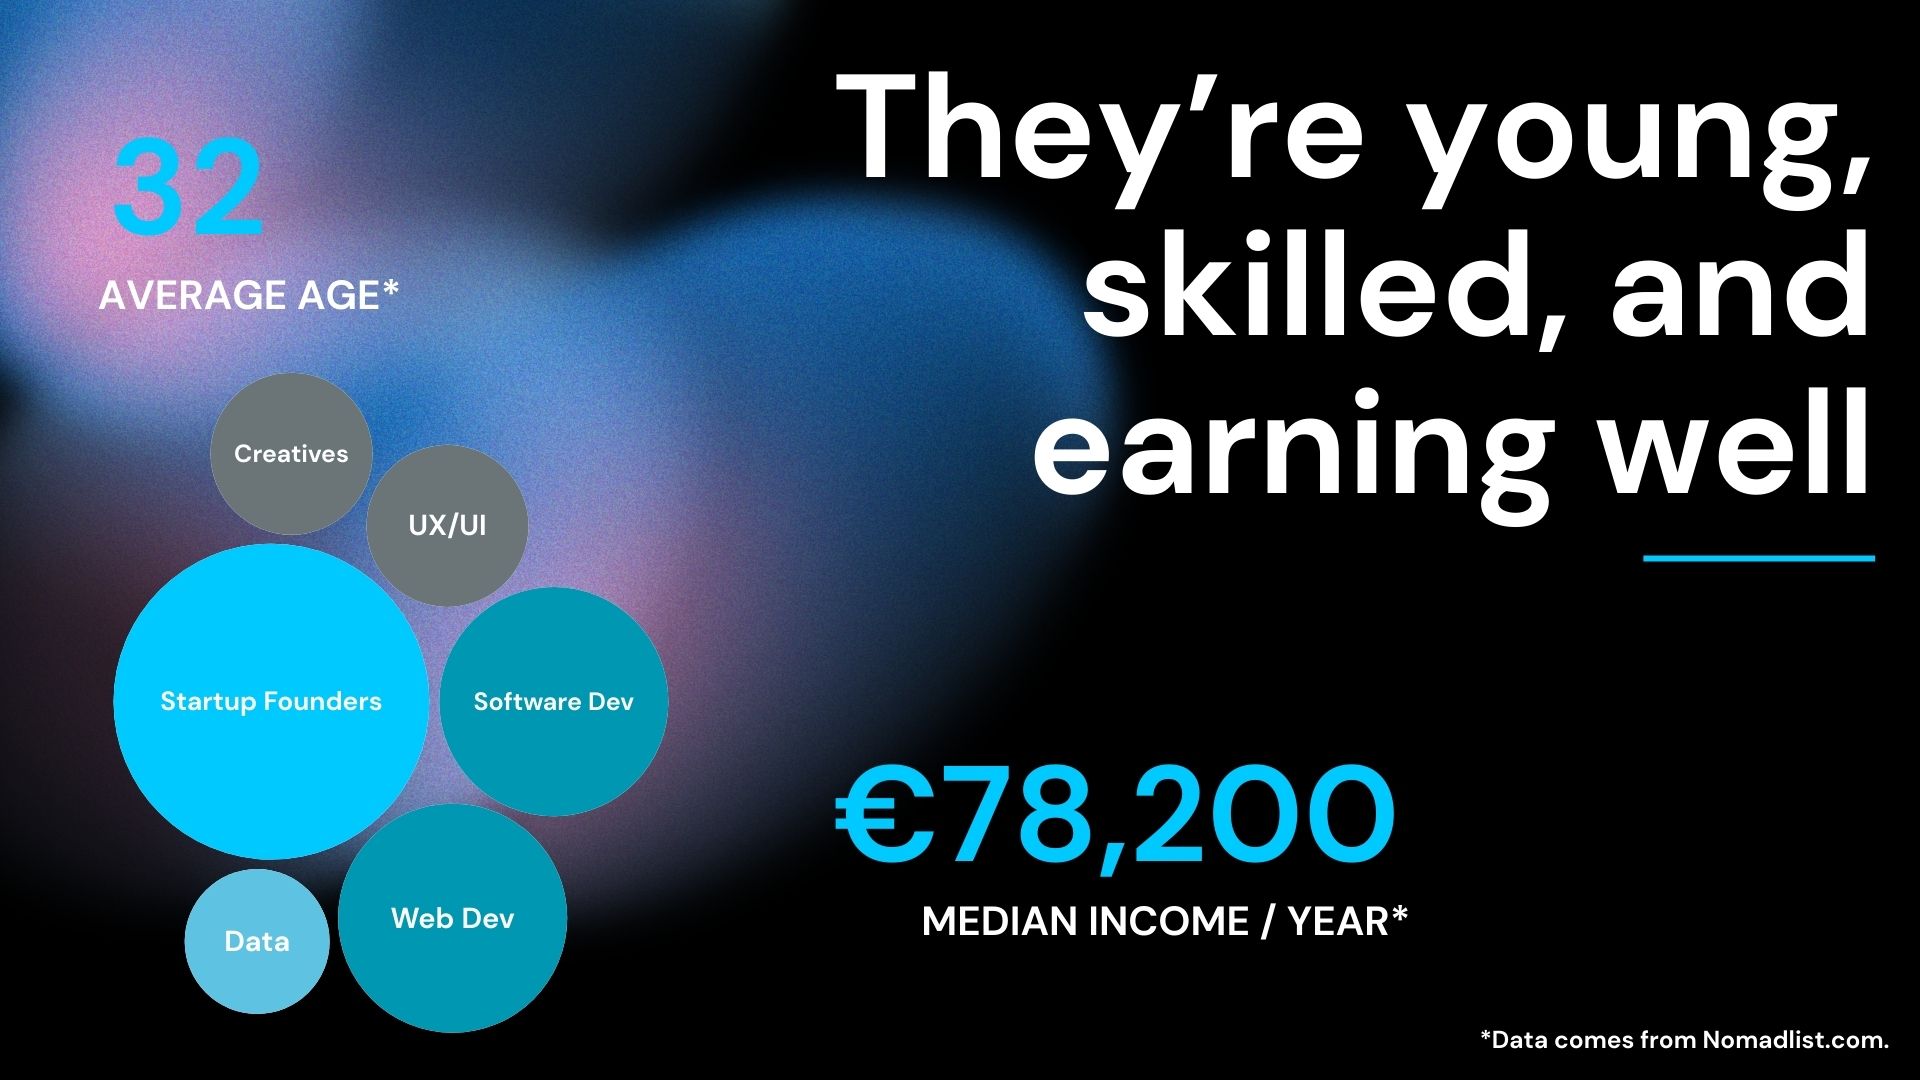 They’re young,
skilled, and
earning well
32
AVERAGE AGE*
Creatives
UX/UI
Startup Founders
Software Dev
Web Dev
Data
€78,200
MEDIAN INCOME / YEAR*
*Data comes from Nomadlist.com.